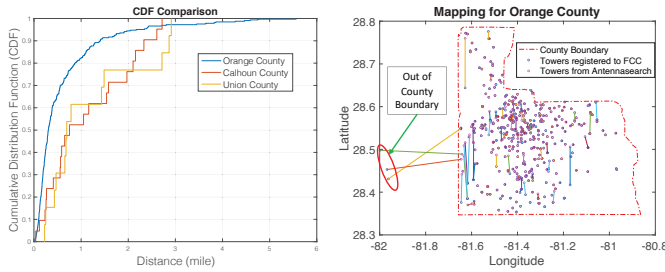 CDF Comparison
Cumulative Distribution Function (CDF)
1
0.9
0.8
0.7
0.6
0.5
0.4
0.3
0.2
0.1
0
Orange County
Calhoun County
Union County
0 1 2 3 4 5 6
Distance (mile)
Mapping for Orange County
Latitude
28.8
28.7
28.6
28.5
28.4
28.3
County Boundary
Towers registered to FCC
Towers from Antennasearch
Out of
County
Boundary
-82 -81.8 -81.6 -81.4 -81.2 -81 -80.8
Longitude